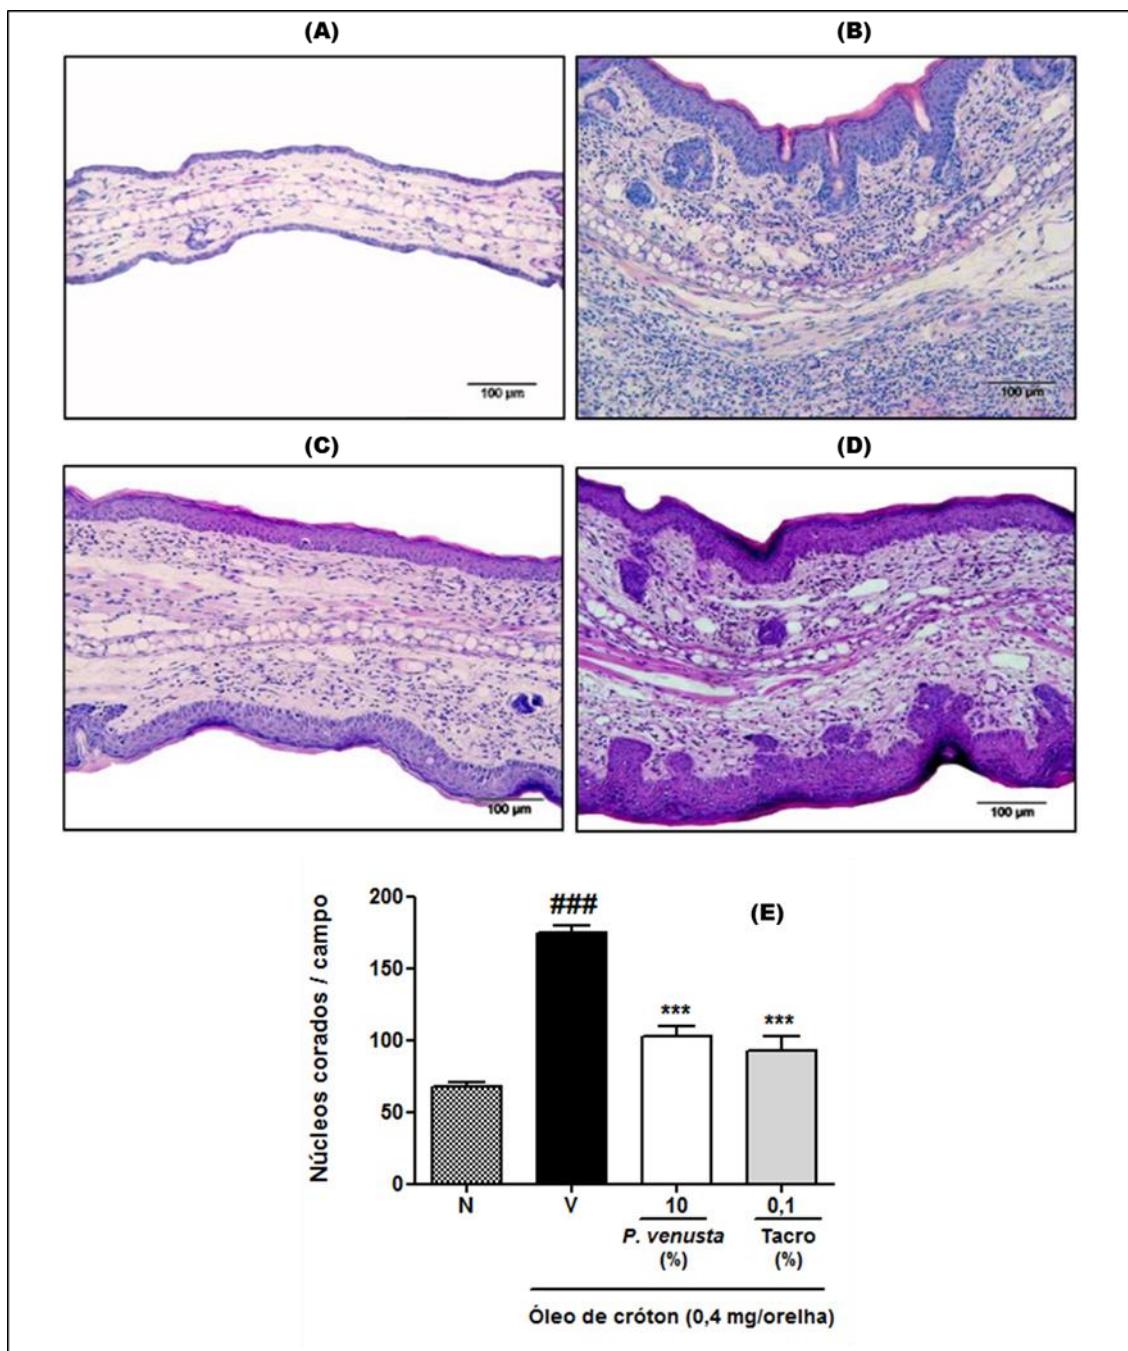 (A)
(B)
100 µm
100 µm
(C)
(D)
100 µm
100 µm
(E)
Núcleos corados / campo
200
150
100
50
0
###
***
***
N
V
10
0,1
P. venusta
(%)
Tacro
(%)
Óleo de cróton (0,4 mg/orelha)